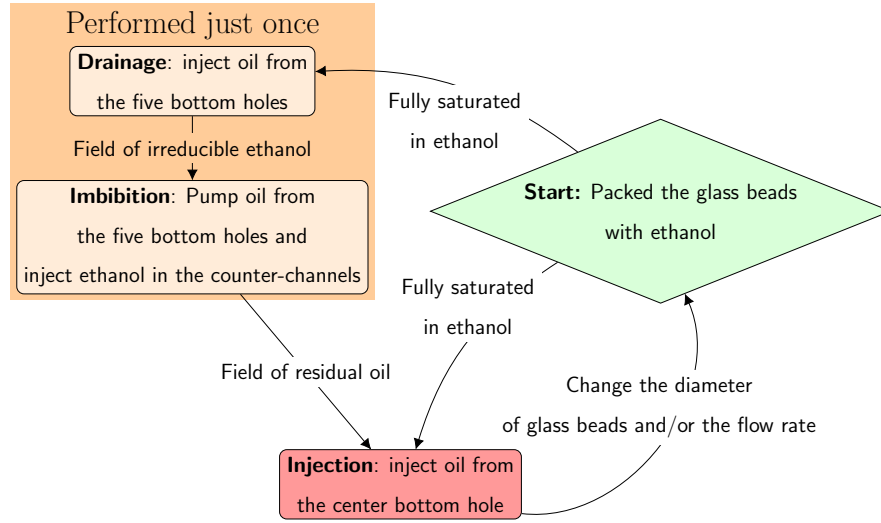 Performed just once
Drainage: inject oil from
the five bottom holes
Field of irreducible ethanol
Imbibition: Pump oil from
the five bottom holes and
inject ethanol in the counter-channels
Fully saturated
in ethanol
Start: Packed the glass beads
with ethanol
Fully saturated
in ethanol
Field of residual oil
Change the diameter
of glass beads and/or the flow rate
Injection: inject oil from
the center bottom hole